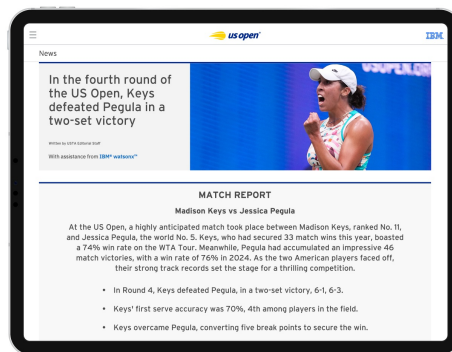 us open
IBM
News
In the fourth round of
the US Open, Keys
defeated Pegula in a
two-set victory
Written by USTA Editorial Staff
With assistance from IBM® watsonx™
MATCH REPORT
Madison Keys vs Jessica Pegula
At the US Open, a highly anticipated match took place between Madison Keys, ranked No. 11,
and Jessica Pegula, the world No. 5. Keys, who had secured 33 match wins this year, boasted
a 74% win rate on the WTA Tour. Meanwhile, Pegula had accumulated an impressive 46
match victories, with a win rate of 76% in 2024. As the two American players faced off,
their strong track records set the stage for a thrilling competition.
• In Round 4, Keys defeated Pegula, in a two-set victory, 6-1, 6-3.
• Keys' first serve accuracy was 70%, 4th among players in the field.
• Keys overcame Pegula, converting five break points to secure the win.